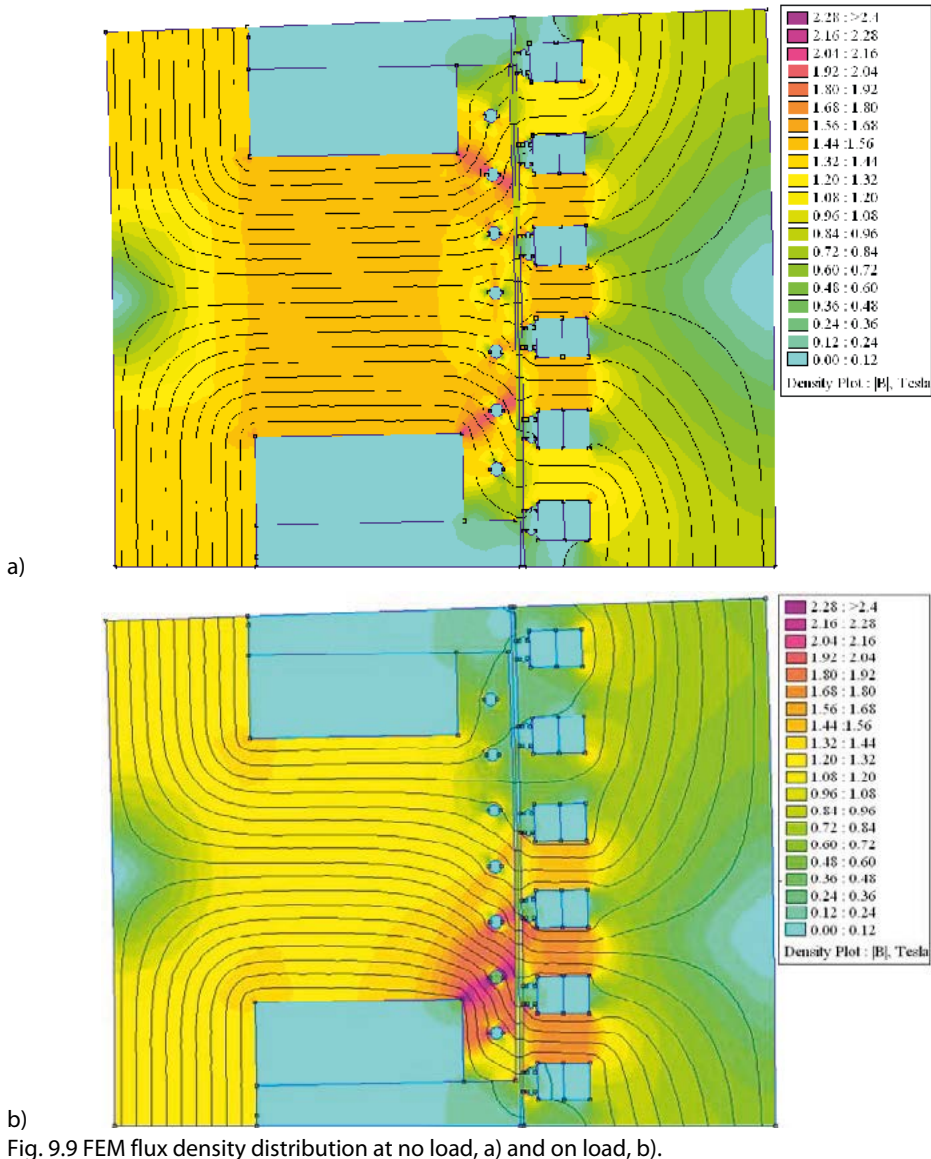 2.28 : >2.4
2.16 : 2.28
2.04 : 2.16
1.92 : 2.04
1.80 : 1.92
1.68 : 1.80
1.56 : 1.68
1.44 :1.56
1.32 : 1.44
1.20 : 1.32
1.08 : 1.20
0.96 : 1.08
0.84 : 0.96
0.72 : 0.84
0.60 : 0.72
0.48 : 0.60
0.36 : 0.48
0.24 : 0.36
0.12 : 0.24
0.00 : 0.12
Density Plot : |B|, Tesla
a)
2.28 : >2.4
2.16 : 2.28
2.04 : 2.16
1.92 : 2.04
1.80 : 1.92
1.68 : 1.80
1.56 : 1.68
1.44 :1.56
1.32 : 1.44
1.20 : 1.32
1.08 : 1.20
0.96 : 1.08
0.84 : 0.96
0.72 : 0.84
0.60 : 0.72
0.48 : 0.60
0.36 : 0.48
0.24 : 0.36
0.12 : 0.24
0.00 : 0.12
Density Plot : |B|, Tesla
b)
Fig. 9.9 FEM flux density distribution at no load, a) and on load, b).